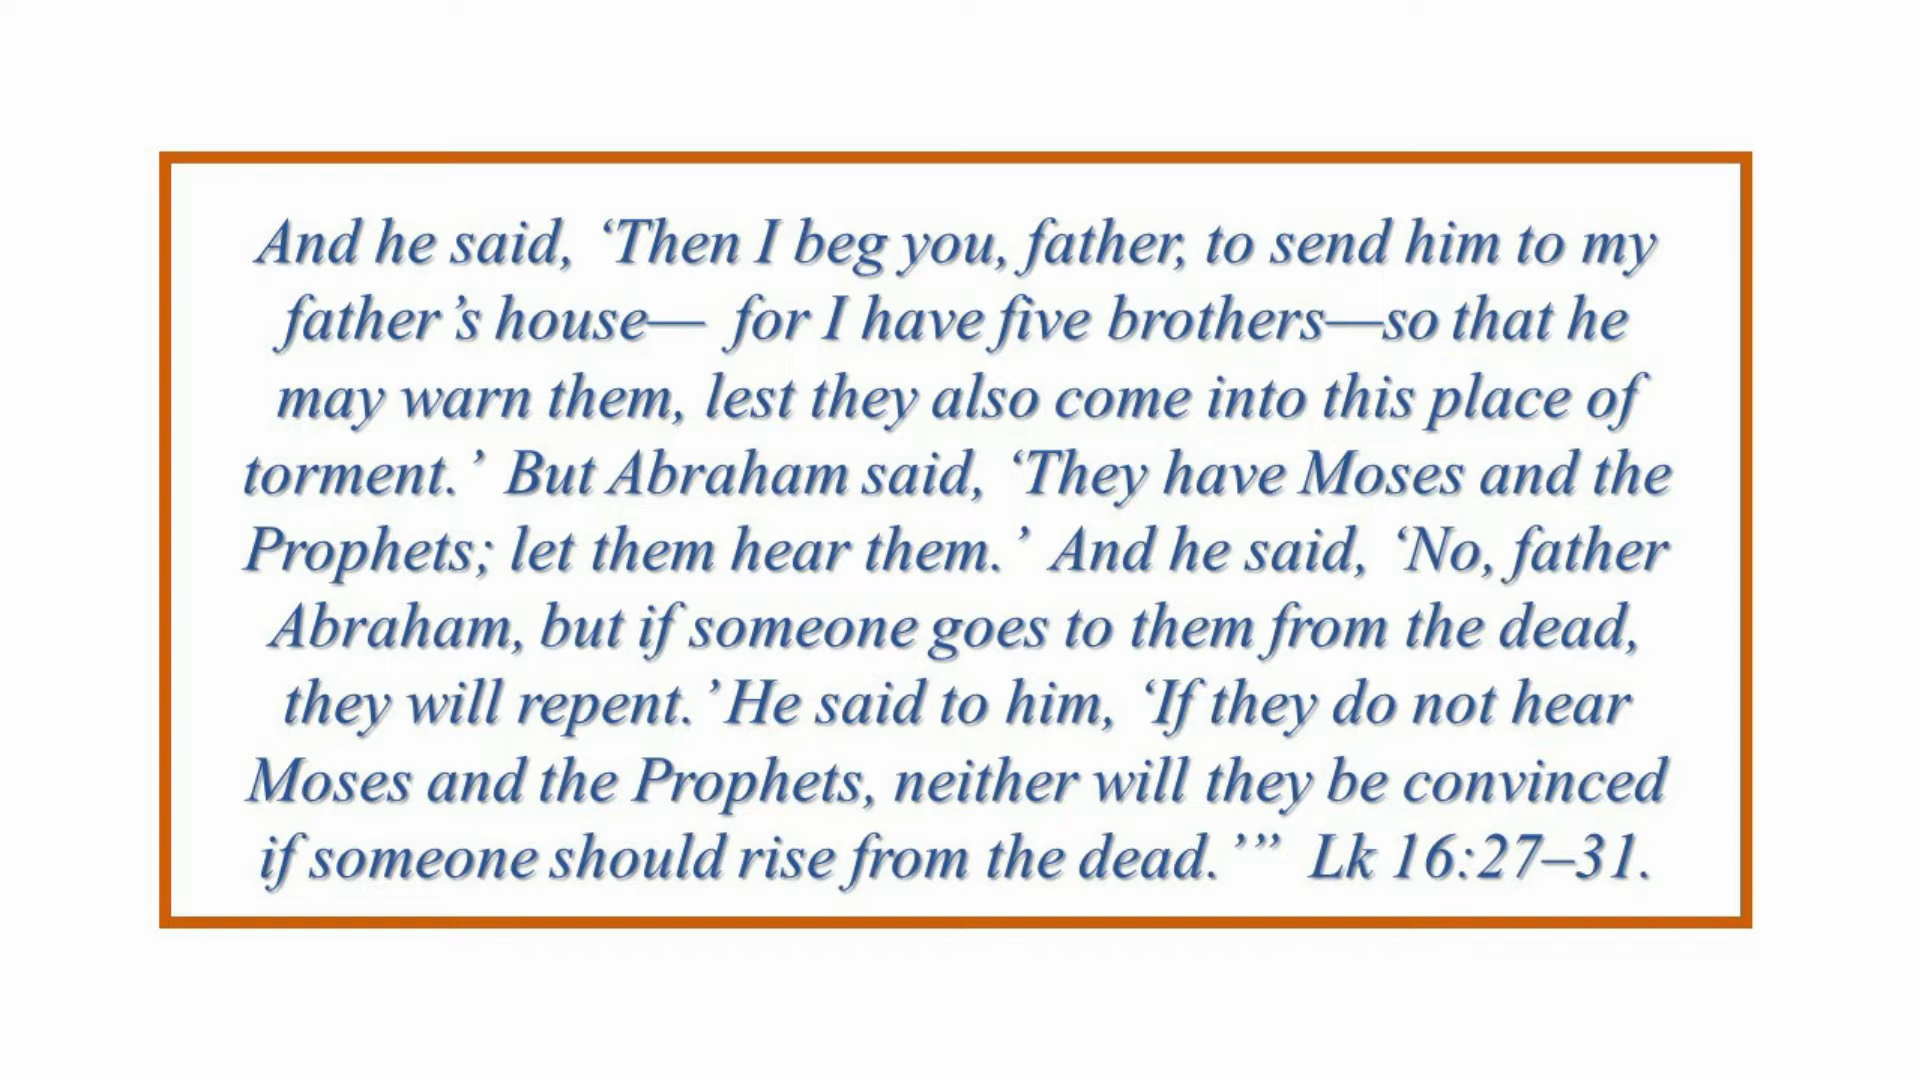 And he said, ‘Then I beg you, father, to send him to my
father’s house— for I have five brothers—so that he
may warn them, lest they also come into this place of
torment.’ But Abraham said, ‘They have Moses and the
Prophets; let them hear them.’ And he said, ‘No, father
Abraham, but if someone goes to them from the dead,
they will repent.’ He said to him, ‘If they do not hear
Moses and the Prophets, neither will they be convinced
if someone should rise from the dead.’” Lk 16:27–31.